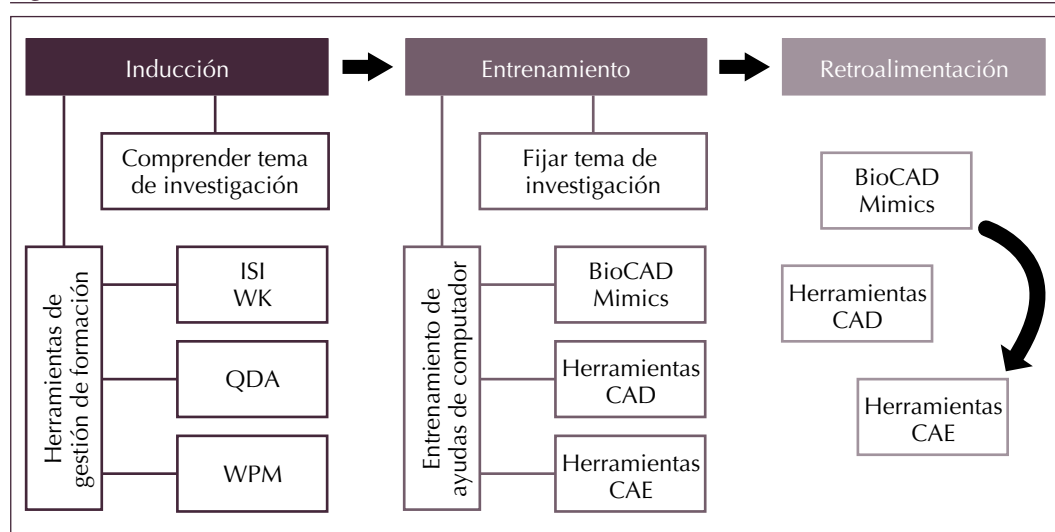 Inducción
Entrenamiento
Retroalimentación
Comprender tema
de investigación
Fijar tema de
investigación
Herramientas de
gestión de formación
ISI
WK
QDA
WPM
Entrenamiento de
ayudas de computador
BioCAD
Mimics
Herramientas
CAD
Herramientas
CAE
BioCAD
Mimics
Herramientas
CAD
Herramientas
CAE